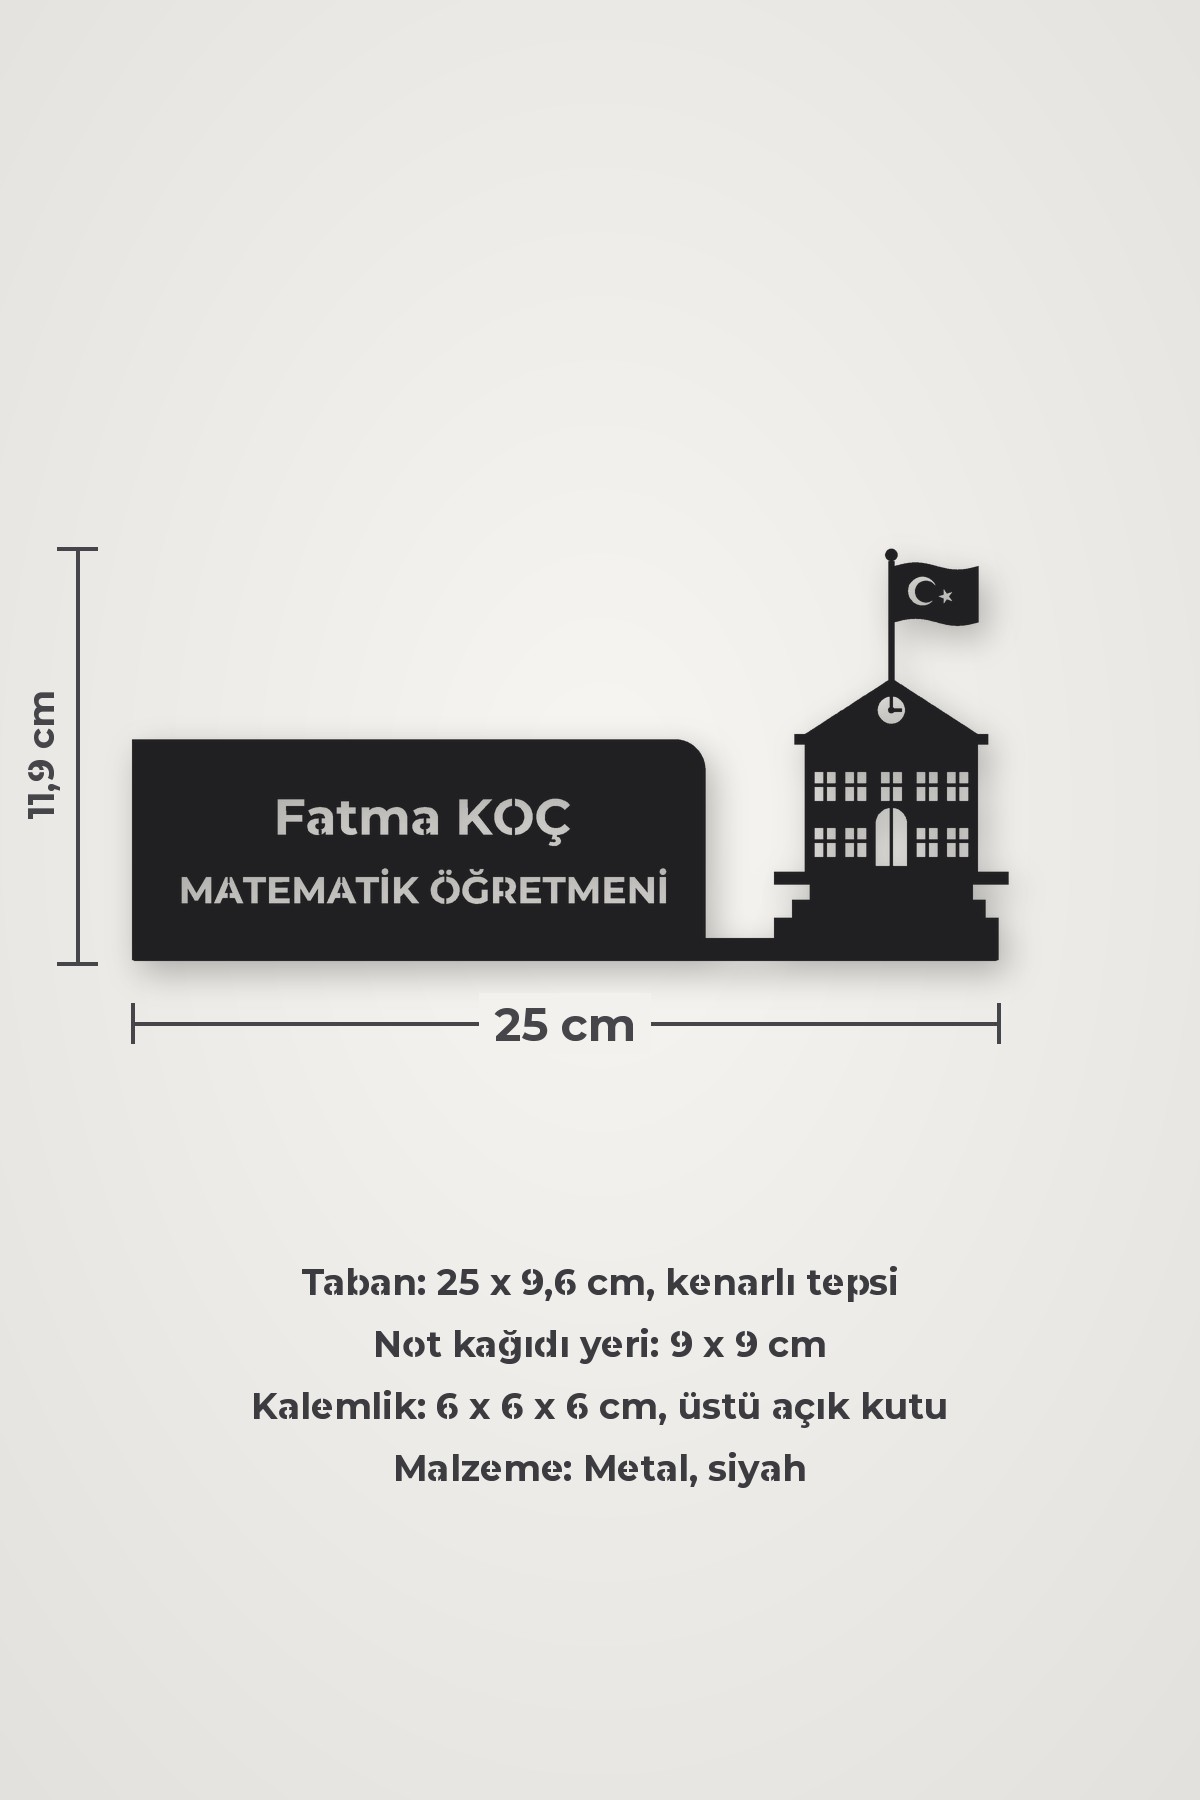 11,9 cm
Fatma KOÇ
MATEMATİK ÖĞRETMENİ
25 cm
Taban: 25 x 9,6 cm, kenarlı tepsi
Not kağıdı yeri: 9 x 9 cm
Kalemlik: 6 x 6 x 6 cm, üstü açık kutu
Malzeme: Metal, siyah